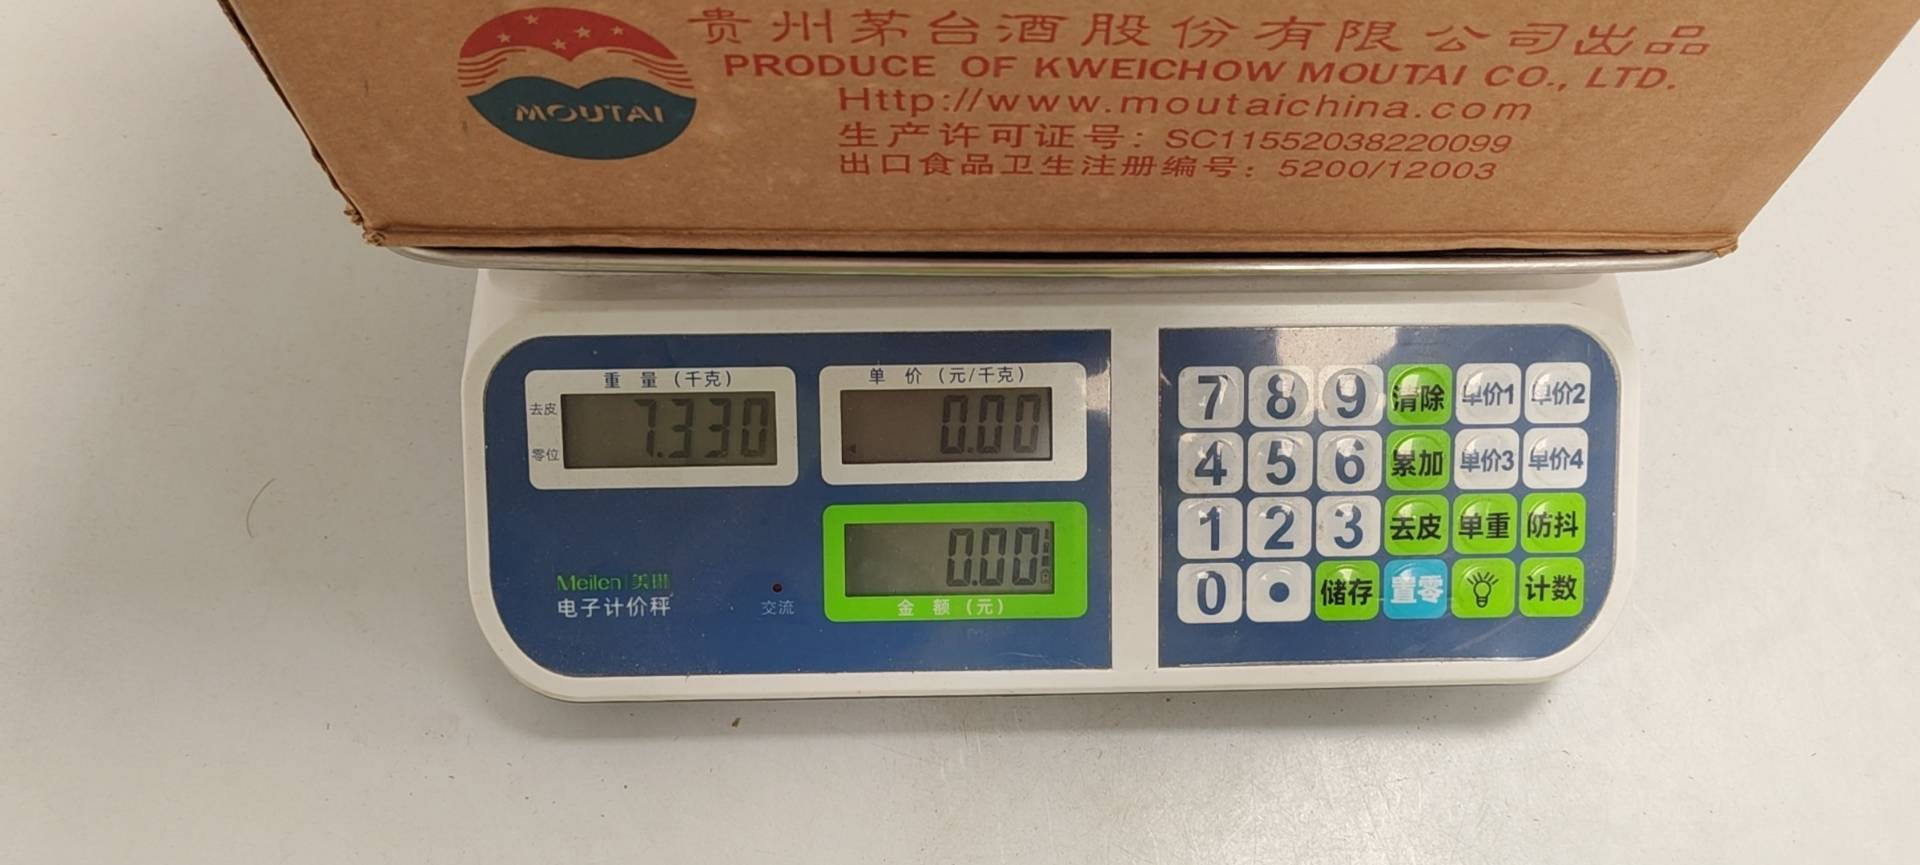 贵州茅台酒股份有限公司出品
PRODUCE OF KWEICHOW MOUTAI CO., LTD.
MOUTAI
Http://www.moutaichina.com
生产许可证号: SC11552038220099
出口食品卫生注册编号: 5200/12003
重 量 (千克)
去皮
7.330
零位
单 价 (元/千克)
0.00
0.00
金 额 (元)
Meilen 美琳
电子计价秤
交流
7 8 9 清除 单价1 单价2
4 5 6 累加 单价3 单价4
1 2 3 去皮 单重 防抖
0 • 储存 置零 计数